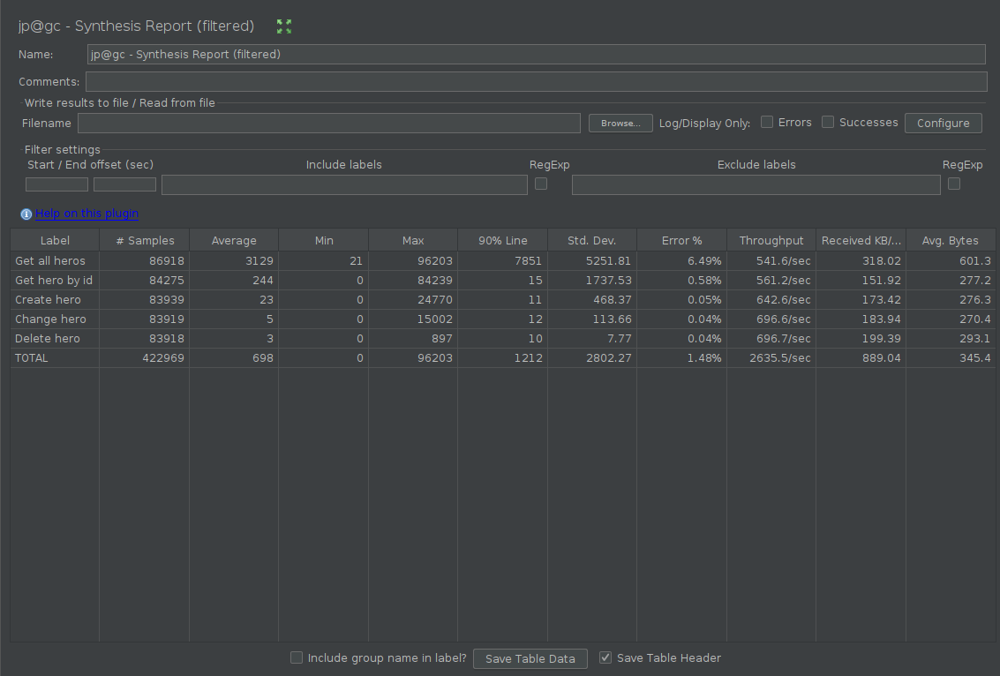 jp@gc - Synthesis Report (filtered)
Name: jp@gc - Synthesis Report (filtered)
Comments:
Write results to file / Read from file
Filename Browse... Log/Display Only: Errors Successes Configure
Filter settings
Start / End offset (sec) Include labels RegExp Exclude labels RegExp
Help on this plugin
Label # Samples Average Min Max 90% Line Std. Dev. Error % Throughput Received KB/... Avg. Bytes
Get all heros 86918 3129 21 96203 7851 5251.81 6.49% 541.6/sec 318.02 601.3
Get hero by id 84275 244 0 84239 15 1737.53 0.58% 561.2/sec 151.92 277.2
Create hero 83939 23 0 24770 11 468.37 0.05% 642.6/sec 173.42 276.3
Change hero 83919 5 0 15002 12 113.66 0.04% 696.6/sec 183.94 270.4
Delete hero 83918 3 0 897 10 7.77 0.04% 696.7/sec 199.39 293.1
TOTAL 422969 698 0 96203 1212 2802.27 1.48% 2635.5/sec 889.04 345.4
Include group name in label? Save Table Data Save Table Header